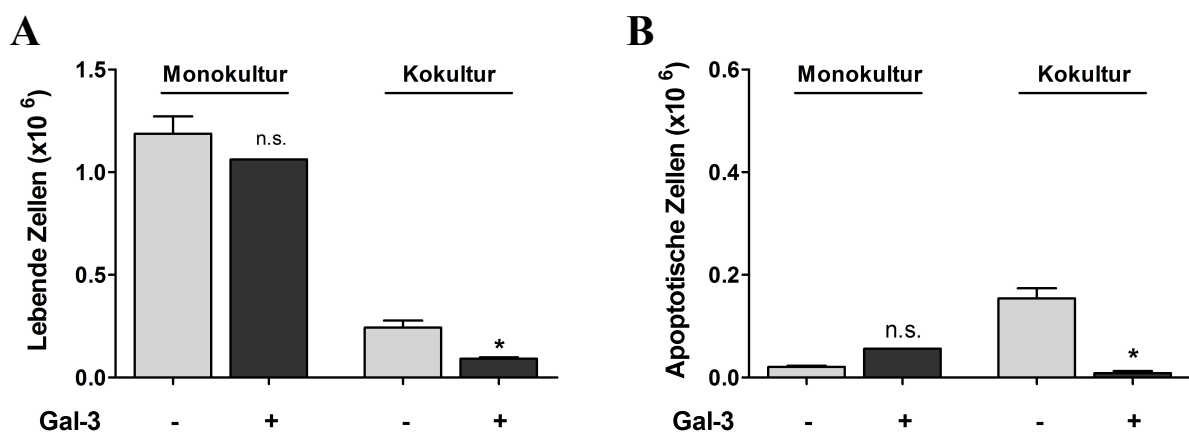 A
Monokultur Kokultur
Lebende Zellen (x10 6)
1.5
1.0
0.5
0.0
n.s.
*
Gal-3 - + - +
B
Monokultur Kokultur
Apoptotische Zellen (x10 6)
0.6
0.4
0.2
0.0
n.s.
*
Gal-3 - + - +